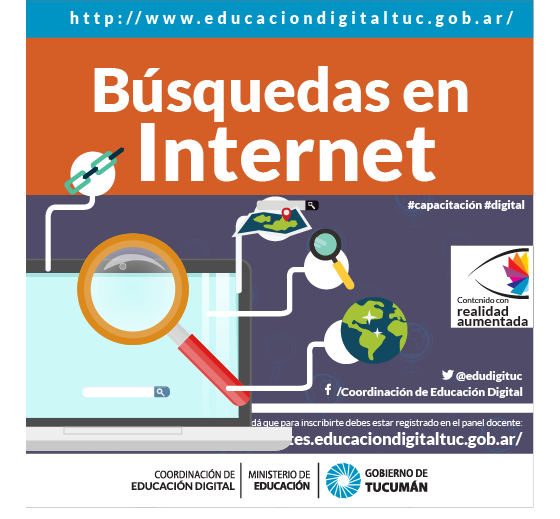 http://www.educaciondigitaltuc.gob.ar/
Búsquedas en
Internet
#capacitación #digital
Contenido con
realidad
aumentada
@edudigituc
/Coordinación de Educación Digital
que para inscribirte debes estar registrado en el panel docente:
.educaciondigitaltuc.gob.ar/
COORDINACIÓN DE
EDUCACIÓN DIGITAL
MINISTERIO DE
EDUCACIÓN
GOBIERNO DE
TUCUMÁN